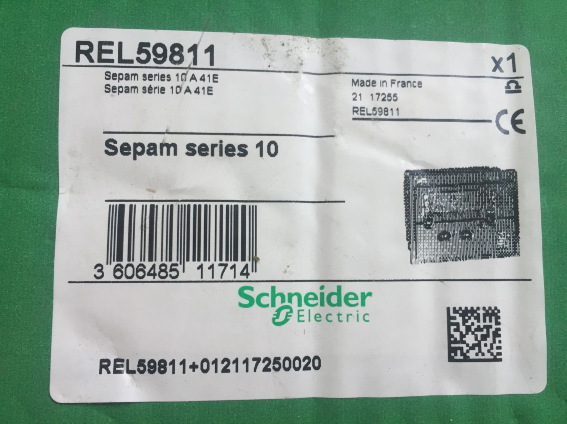 REL59811
x1
Sepam series 10 A 41E
Sepam série 10 A 41E
Made in France
21 17255
REL59811
CE
Sepam series 10
3 606485 11714
Schneider
Electric
REL59811+012117250020